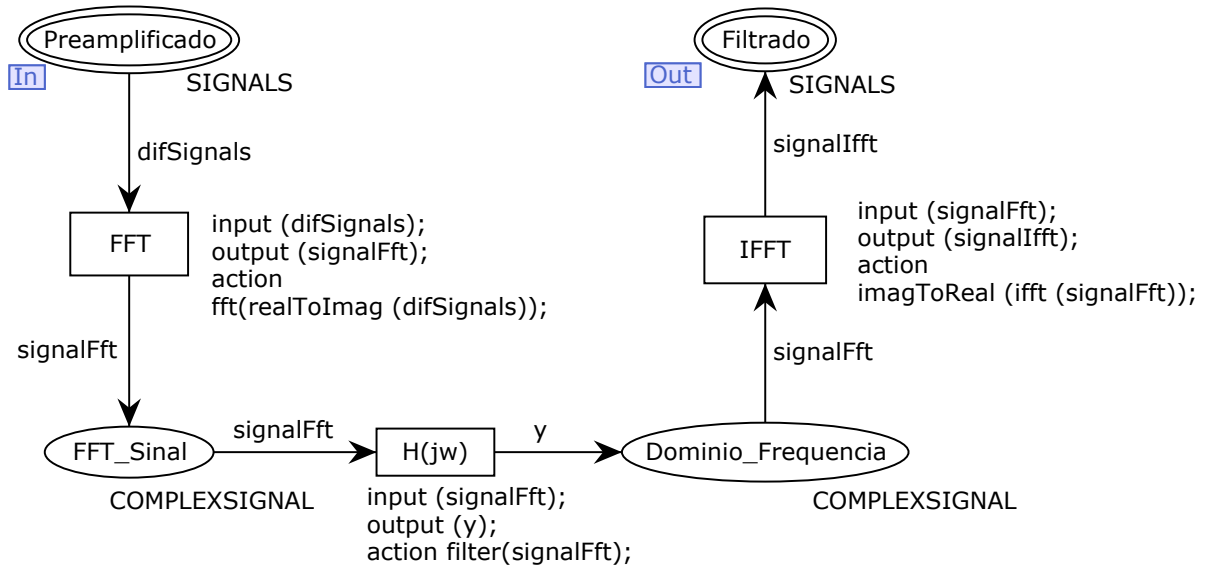 Preamplificado
In
SIGNALS
difSignals
FFT
input (difSignals);
output (signalFft);
action
fft(realToImag (difSignals));
signalFft
FFT_Sinal
COMPLEXSIGNAL
signalFft
H(jw)
input (signalFft);
output (y);
action filter(signalFft);
y
Dominio_Frequencia
COMPLEXSIGNAL
signalFft
IFFT
input (signalFft);
output (signalIfft);
action
imagToReal (ifft (signalFft));
signalIfft
Filtrado
Out
SIGNALS